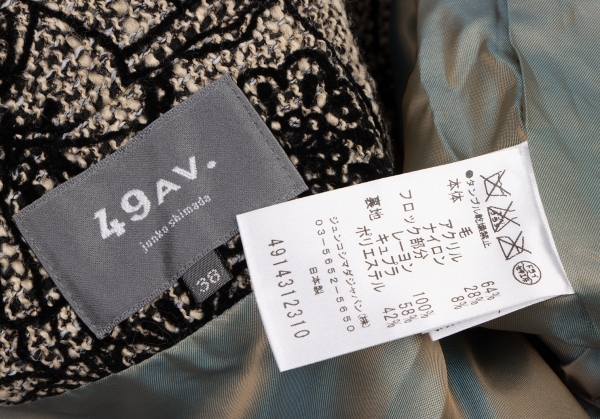 49AV.
junko shimada
38
●タンブル乾燥禁止
本体
毛 64%
アクリル 28%
ナイロン 8%
フロック部分
レーヨン 100%
裏地
キュプラ 58%
ポリエステル 42%
ジュンコシマダジャパン(株)
03-5652-5650
日本製
4914312310